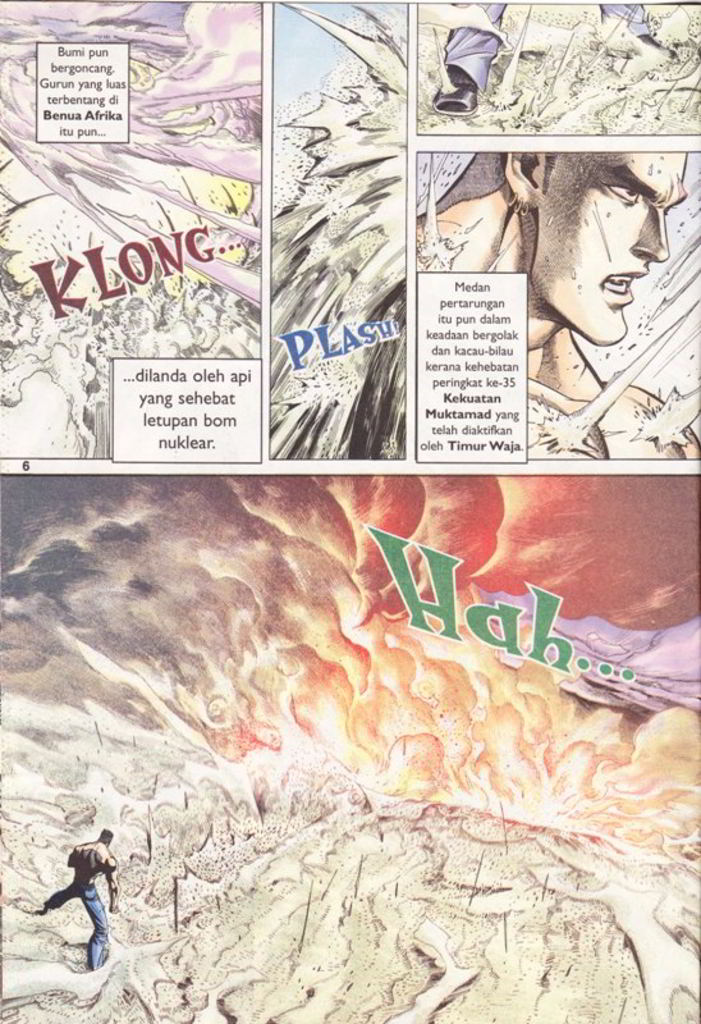 Bumi pun
bergoncang.
Gurun yang luas
terbentang di
Benua Afrika
itu pun...
KLONG...
...dilanda oleh api
yang sehebat
letupan bom
nuklear.
PLASH!
Medan
pertarungan
itu pun dalam
keadaan bergolak
dan kacau-bilau
kerana kehebatan
peringkat ke-35
Kekuatan
Muktamad yang
telah diaktifkan
oleh Timur Waja.
6
Hah...